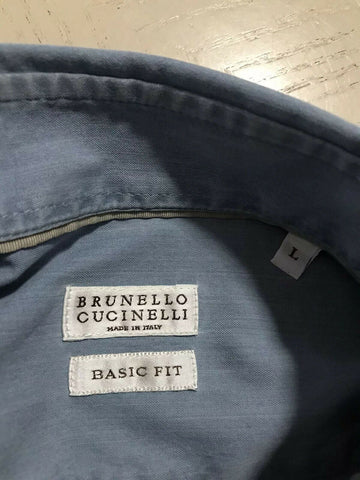 L
BRUNELLO
CUCINELLI
MADE IN ITALY
BASIC FIT